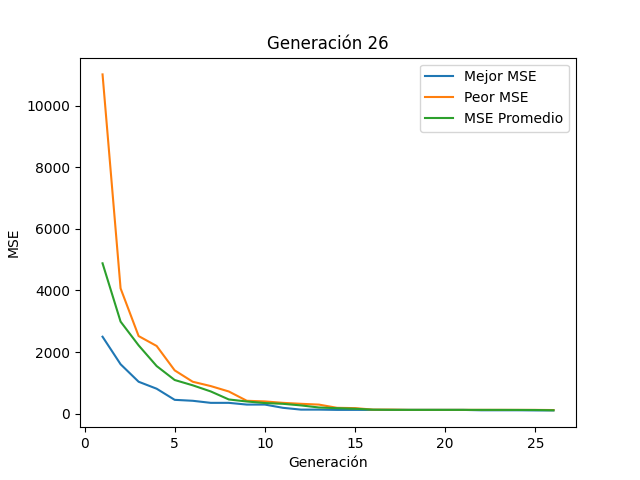 Generación 26
Mejor MSE
Peor MSE
MSE Promedio
MSE
10000
8000
6000
4000
2000
0
0 5 10 15 20 25
Generación